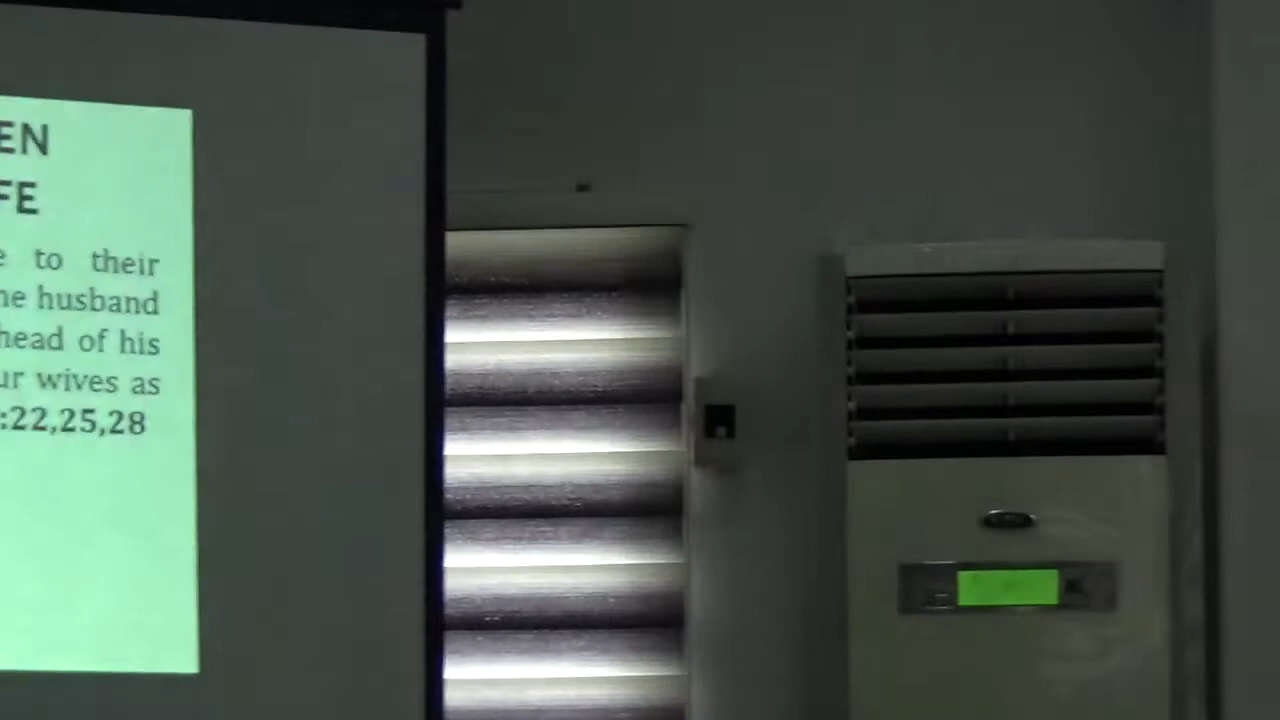 EN
FE
e to their
he husband
head of his
ur wives as
:22,25,28